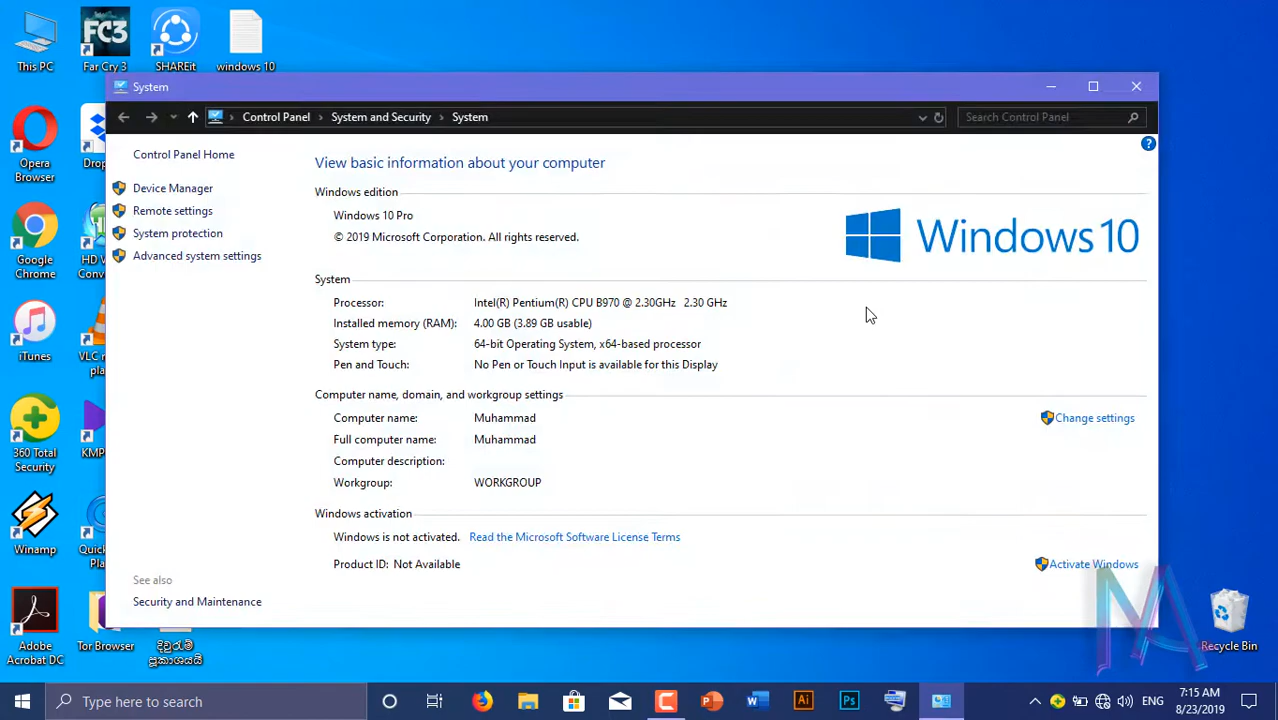 This PC
FC3
Far Cry 3
SHAREit
windows 10
System
Control Panel
System and Security
System
Search Control Panel
Opera
Browser
Google
Chrome
iTunes
VLC
360 Total
Security
Winamp
Adobe
Acrobat DC
Tor Browser
දිවුරුම්
ප්‍රකාශයයි
Control Panel Home
Device Manager
Remote settings
System protection
Advanced system settings
See also
Security and Maintenance
View basic information about your computer
Windows edition
Windows 10 Pro
© 2019 Microsoft Corporation. All rights reserved.
Windows 10
System
Processor: Intel(R) Pentium(R) CPU B970 @ 2.30GHz 2.30 GHz
Installed memory (RAM): 4.00 GB (3.89 GB usable)
System type: 64-bit Operating System, x64-based processor
Pen and Touch: No Pen or Touch Input is available for this Display
Computer name, domain, and workgroup settings
Computer name: Muhammad
Change settings
Full computer name: Muhammad
Computer description:
Workgroup: WORKGROUP
Windows activation
Windows is not activated. Read the Microsoft Software License Terms
Product ID: Not Available
Activate Windows
Recycle Bin
Type here to search
Ai
Ps
ENG
7:15 AM
8/23/2019